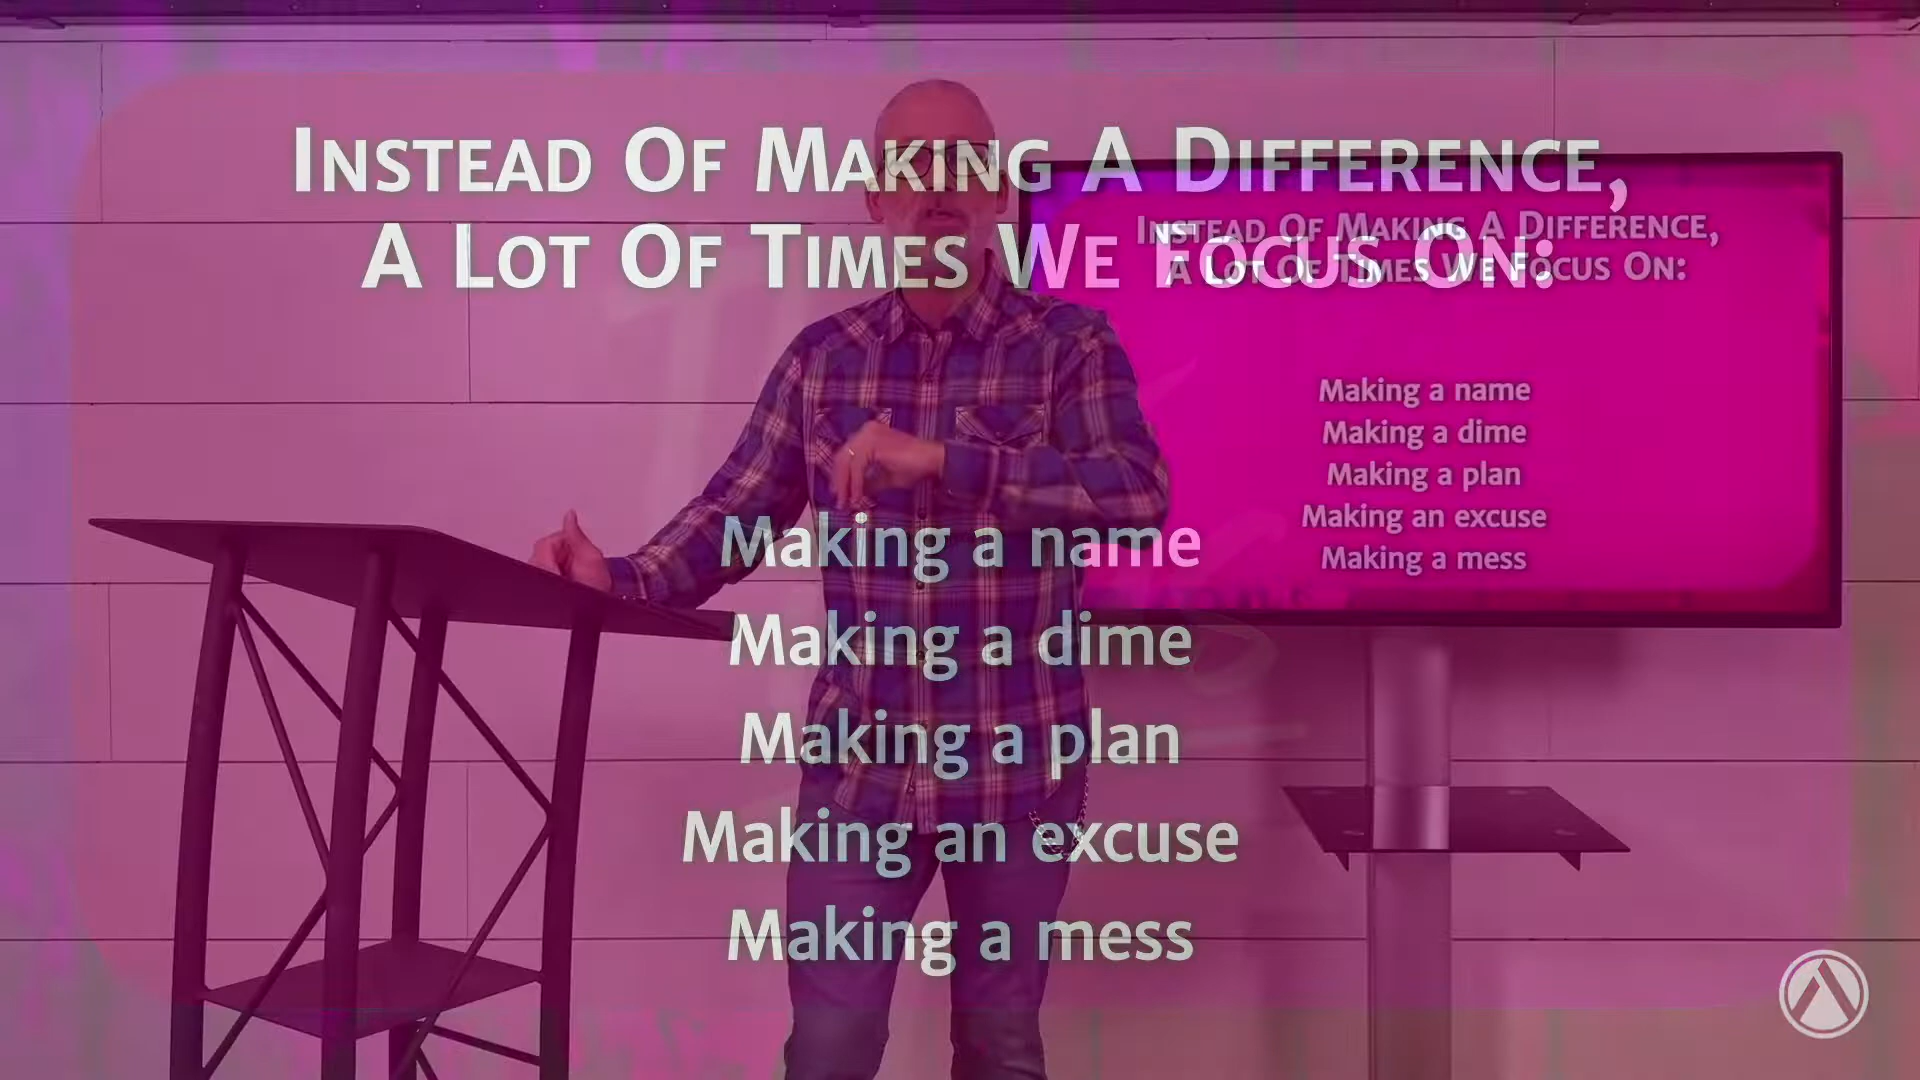 Instead Of Making A Difference,
A Lot Of Times We Focus On:
Making a name
Making a dime
Making a plan
Making an excuse
Making a mess
Instead Of Making A Difference,
A Lot Of Times We Focus On:
Making a name
Making a dime
Making a plan
Making an excuse
Making a mess